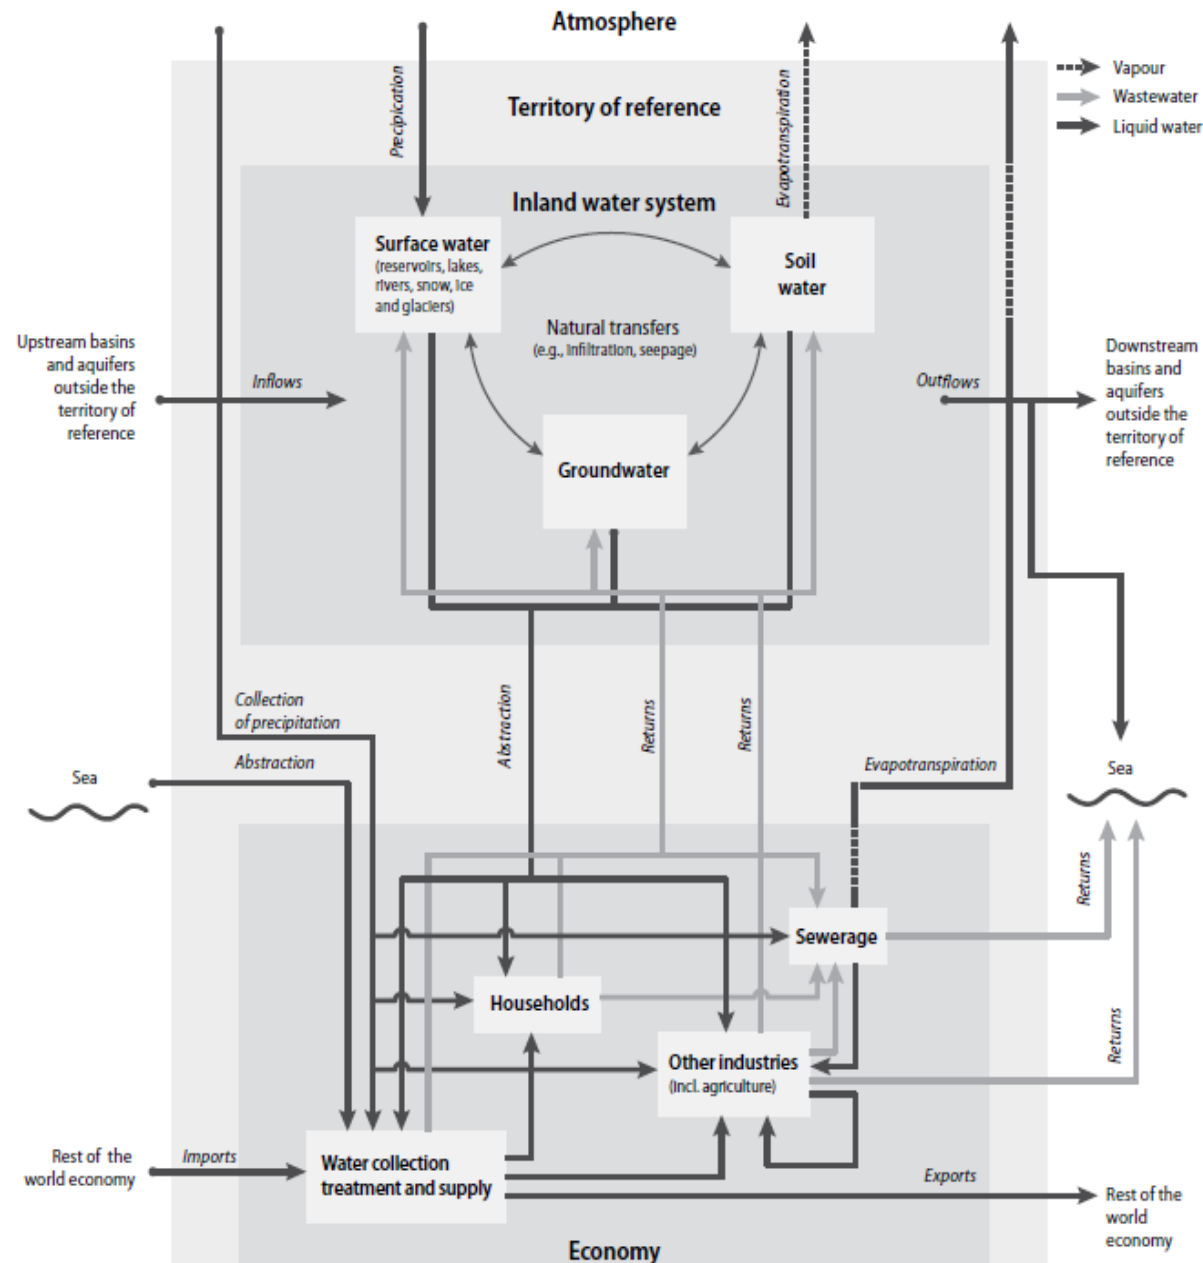 Atmosphere
Vapour
Wastewater
Liquid water
Precipication
Territory of reference
Evapotranspiration
Inland water system
Surface water
(reservoirs, lakes,
rivers, snow, ice
and glaciers)
Soil
water
Natural transfers
(e.g., infiltration, seepage)
Upstream basins
and aquifers
outside the
territory of
reference
Inflows
Outflows
Downstream
basins and
aquifers
outside the
territory of
reference
Groundwater
Collection
of precipitation
Abstraction
Abstraction
Returns
Returns
Evapotranspiration
Sea
Sea
Returns
Returns
Sewerage
Households
Other industries
(incl. agriculture)
Rest of the
world economy
Imports
Water collection
treatment and supply
Exports
Rest of the
world
economy
Economy